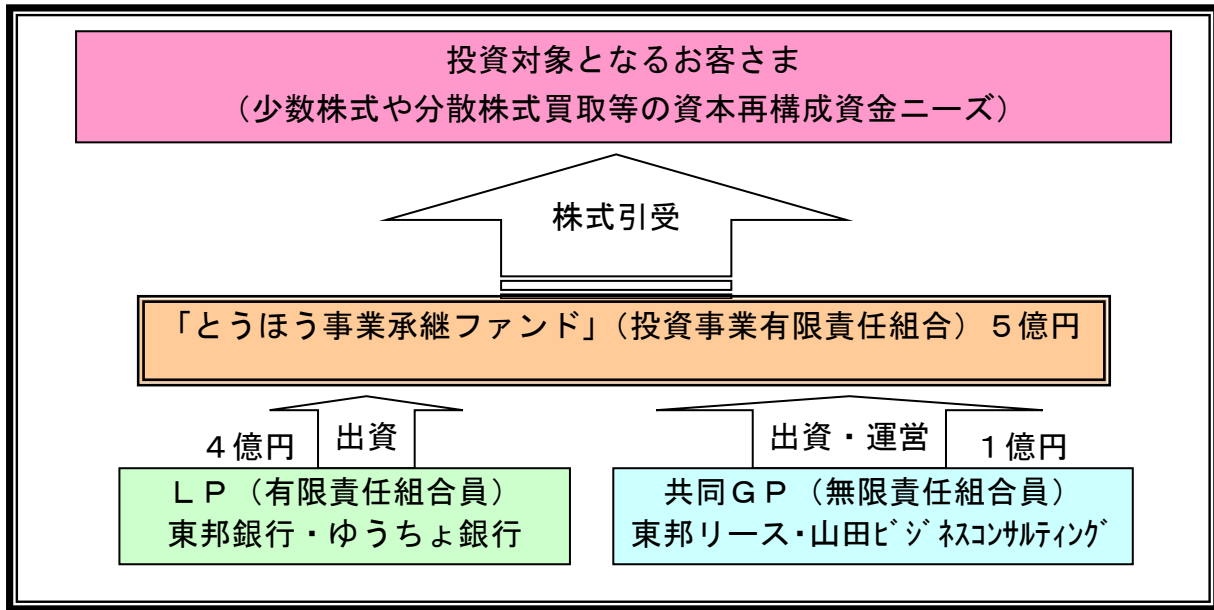 投資対象となるお客さま
（少数株式や分散株式買取等の資本再構成資金ニーズ）
株式引受
「とうほう事業承継ファンド」（投資事業有限責任組合）５億円
４億円
出資
出資・運営
１億円
ＬＰ（有限責任組合員）
東邦銀行・ゆうちょ銀行
共同ＧＰ（無限責任組合員）
東邦リース・山田ﾋﾞｼﾞﾈｽｺﾝｻﾙﾃｨﾝｸﾞ